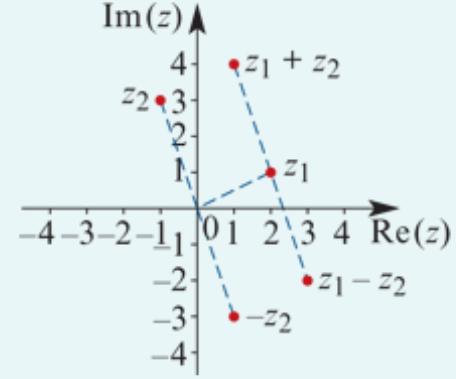 Im(z)
4
z₁ + z₂
z₂
3
2
1
z₁
–4 –3 –2 –1 0 1 2 3 4 Re(z)
–1
–2
z₁ – z₂
–3
–z₂
–4